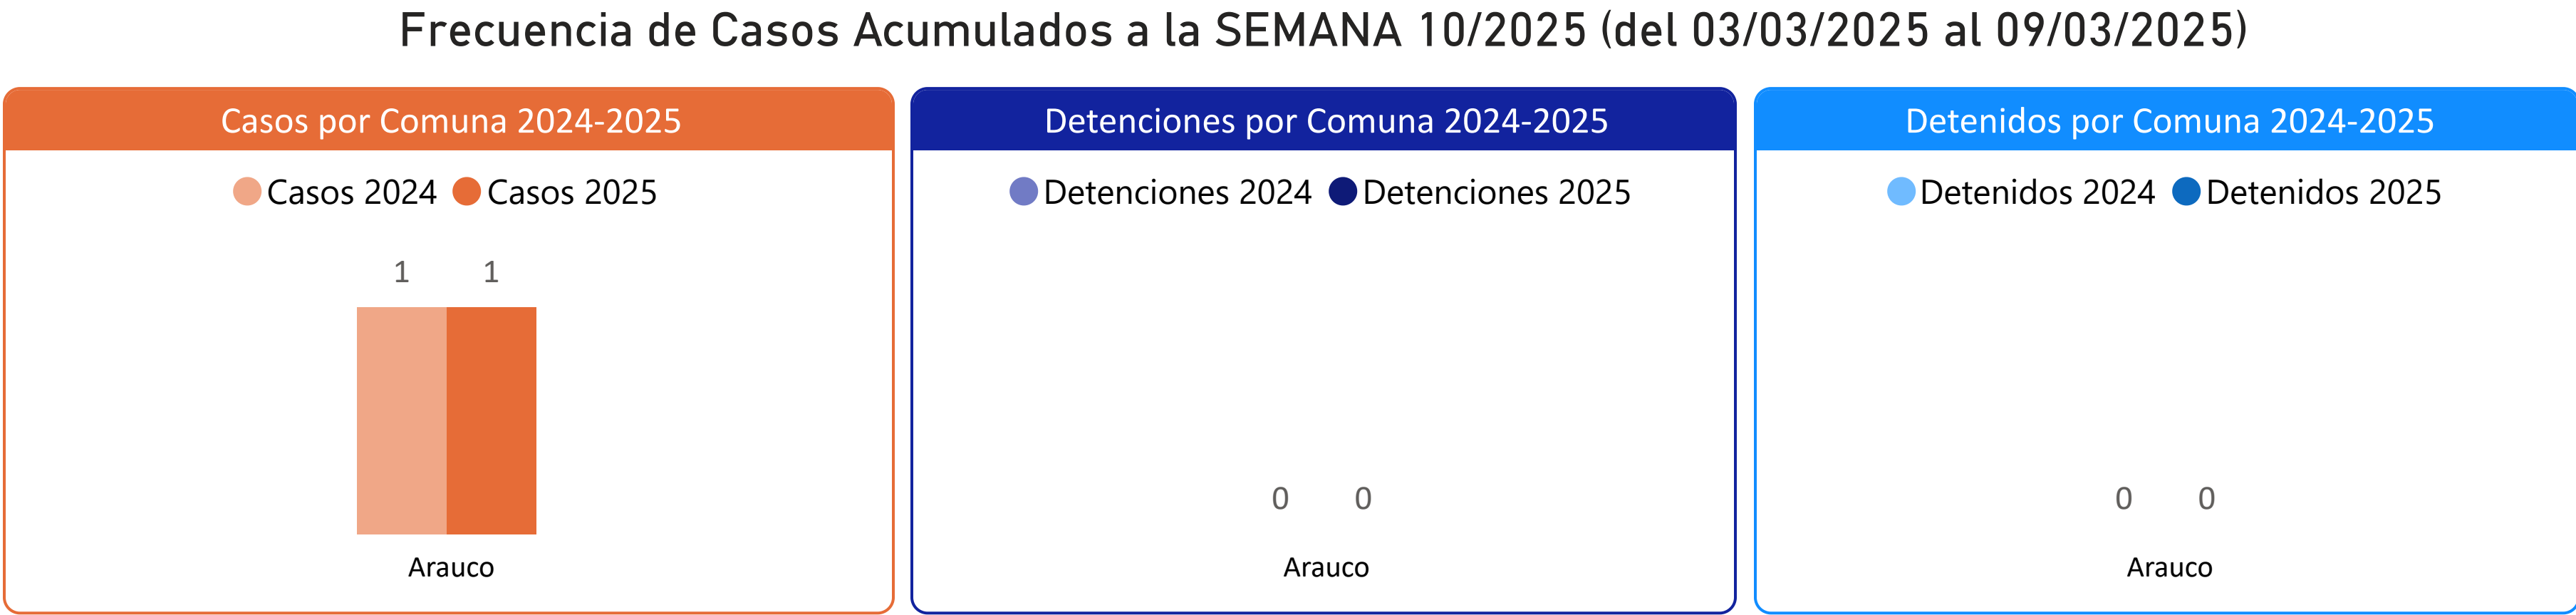 Frecuencia de Casos Acumulados a la SEMANA 10/2025 (del 03/03/2025 al 09/03/2025)
Casos por Comuna 2024-2025
Casos 2024 Casos 2025
1 1
Arauco
Detenciones por Comuna 2024-2025
Detenciones 2024 Detenciones 2025
0 0
Arauco
Detenidos por Comuna 2024-2025
Detenidos 2024 Detenidos 2025
0 0
Arauco